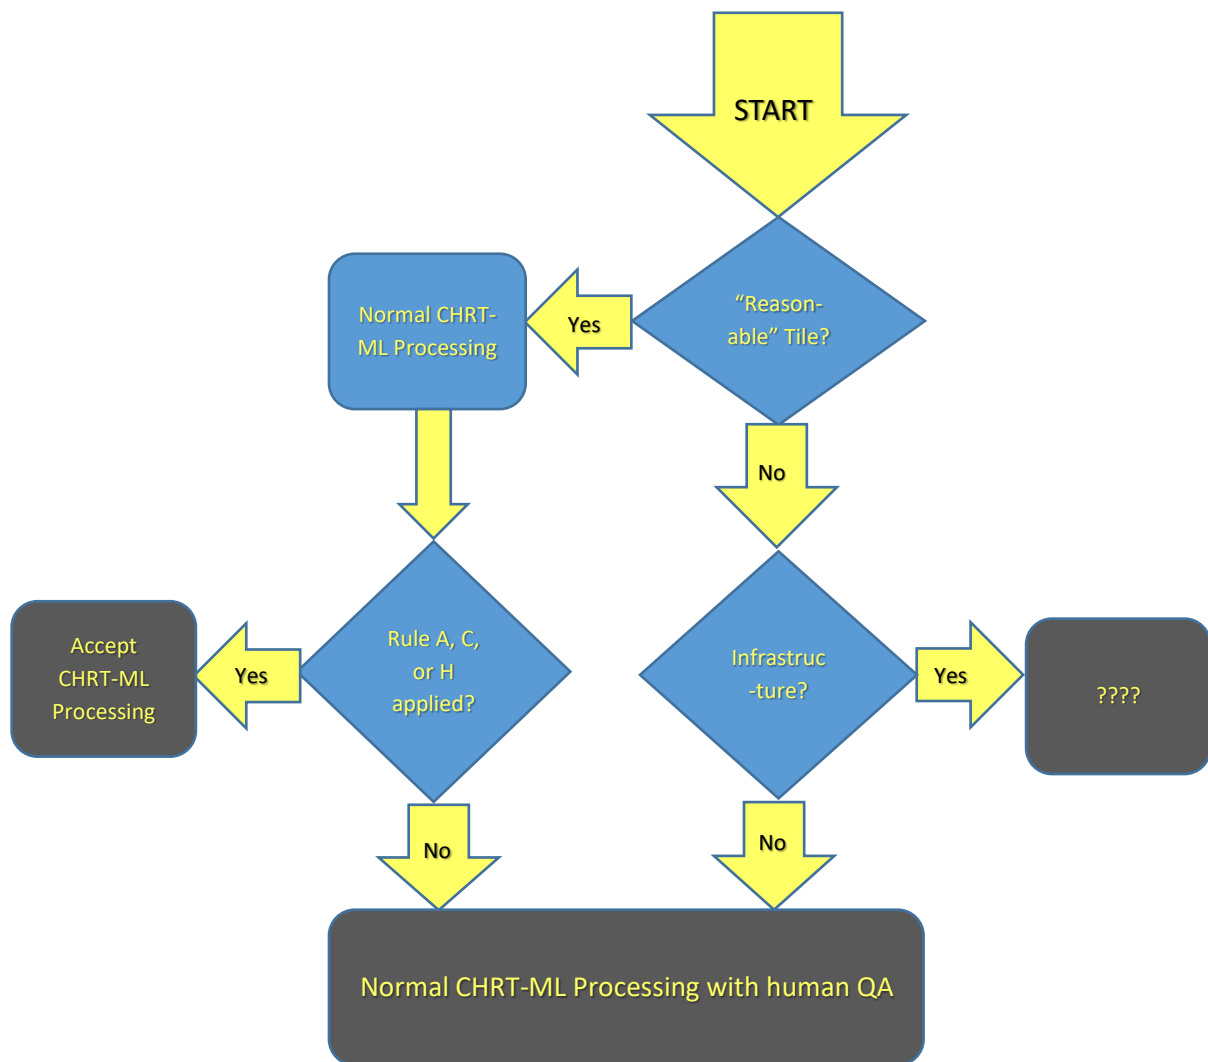 START
“Reason-
able” Tile?
Yes
Normal CHRT-
ML Processing
No
Rule A, C,
or H
applied?
Yes
Accept
CHRT-ML
Processing
Infrastruc
-ture?
Yes
????
No
No
Normal CHRT-ML Processing with human QA